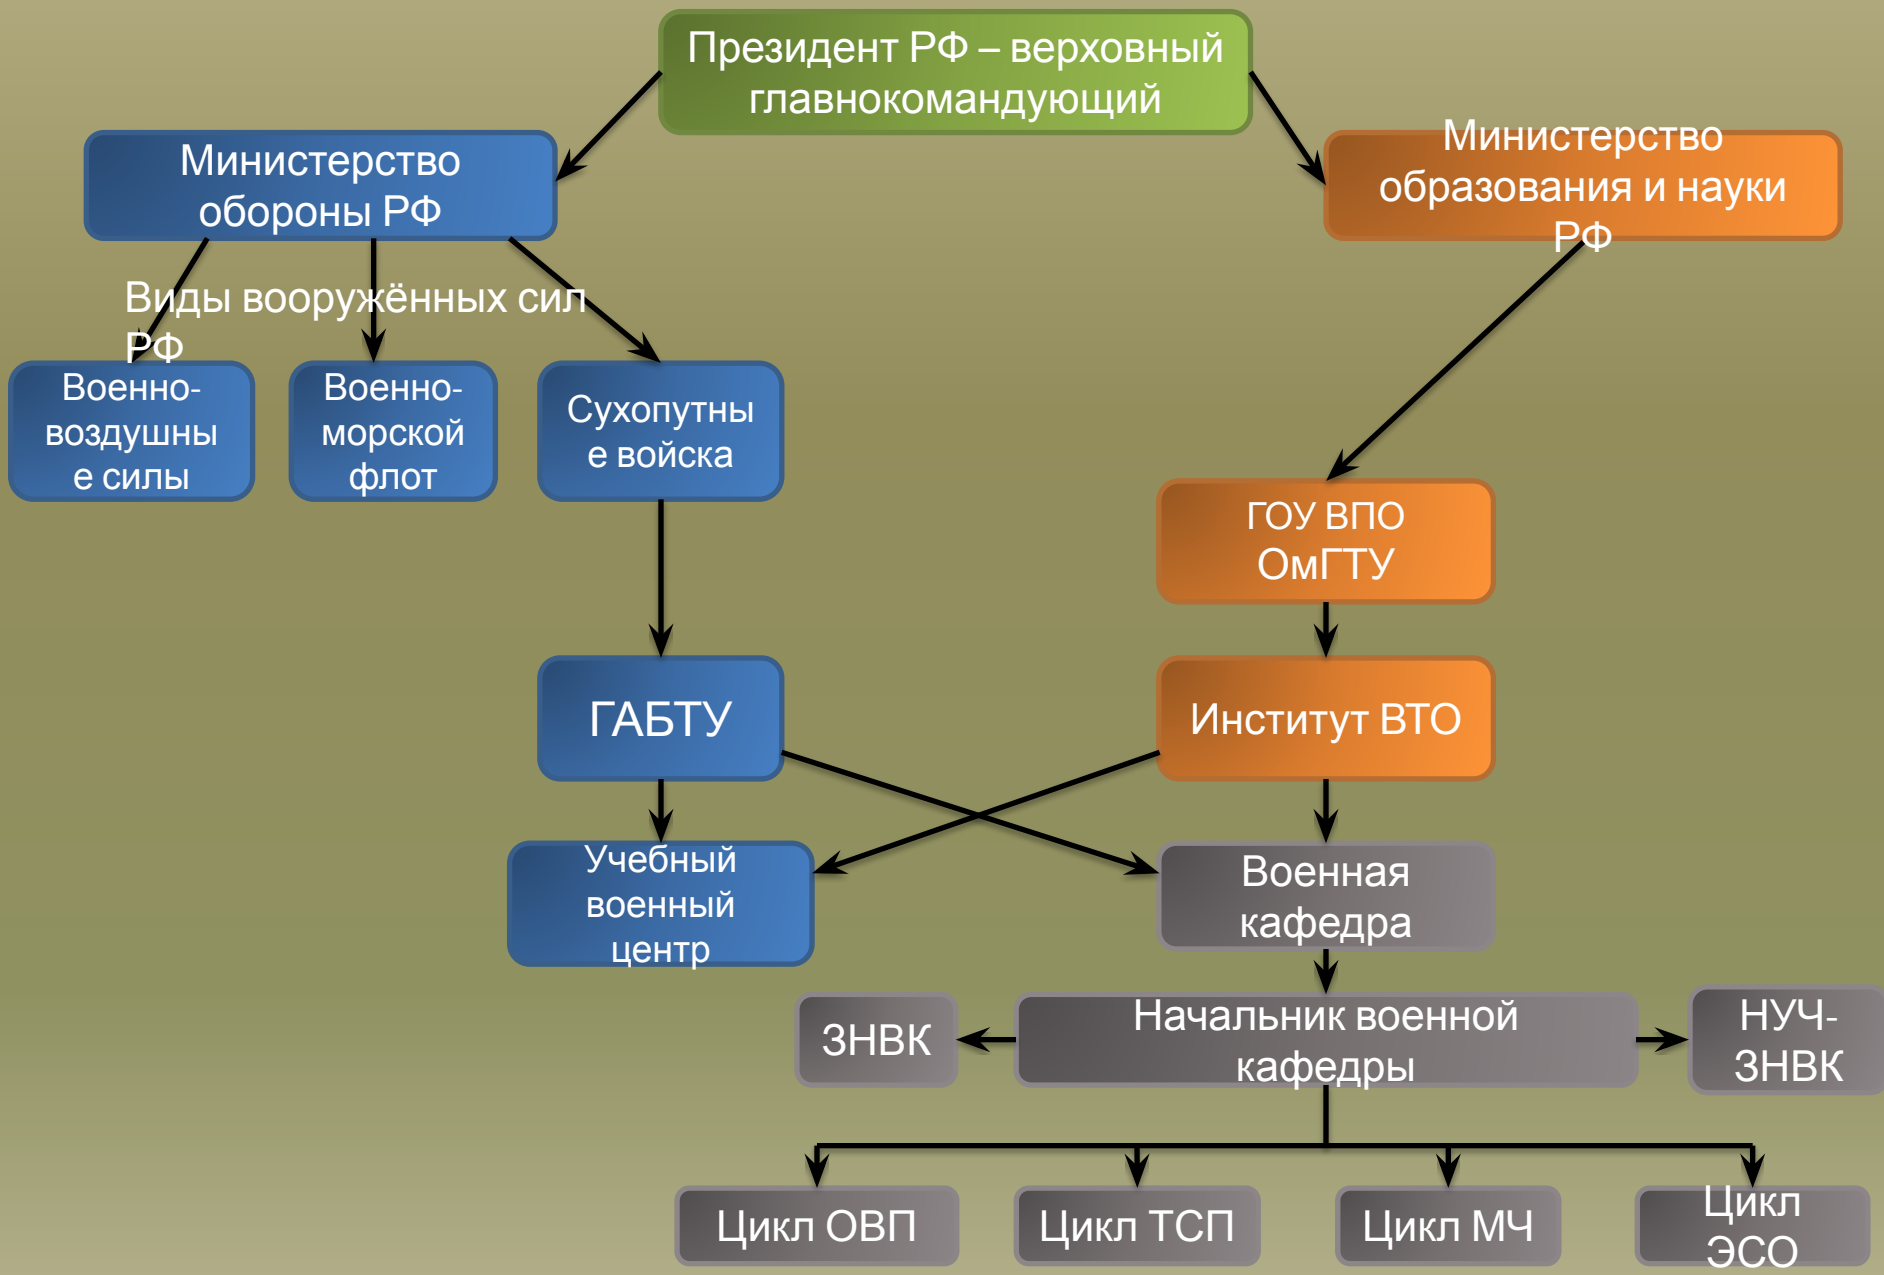 Президент РФ – верховный
главнокомандующий
Министерство
обороны РФ
Министерство
образования и науки
РФ
Виды вооружённых сил
РФ
Военно-
воздушны
е силы
Военно-
морской
флот
Сухопутны
е войска
ГОУ ВПО
ОмГТУ
ГАБТУ
Институт ВТО
Учебный
военный
центр
Военная
кафедра
ЗНВК
Начальник военной
кафедры
НУЧ-
ЗНВК
Цикл ОВП
Цикл ТСП
Цикл МЧ
Цикл
ЭСО